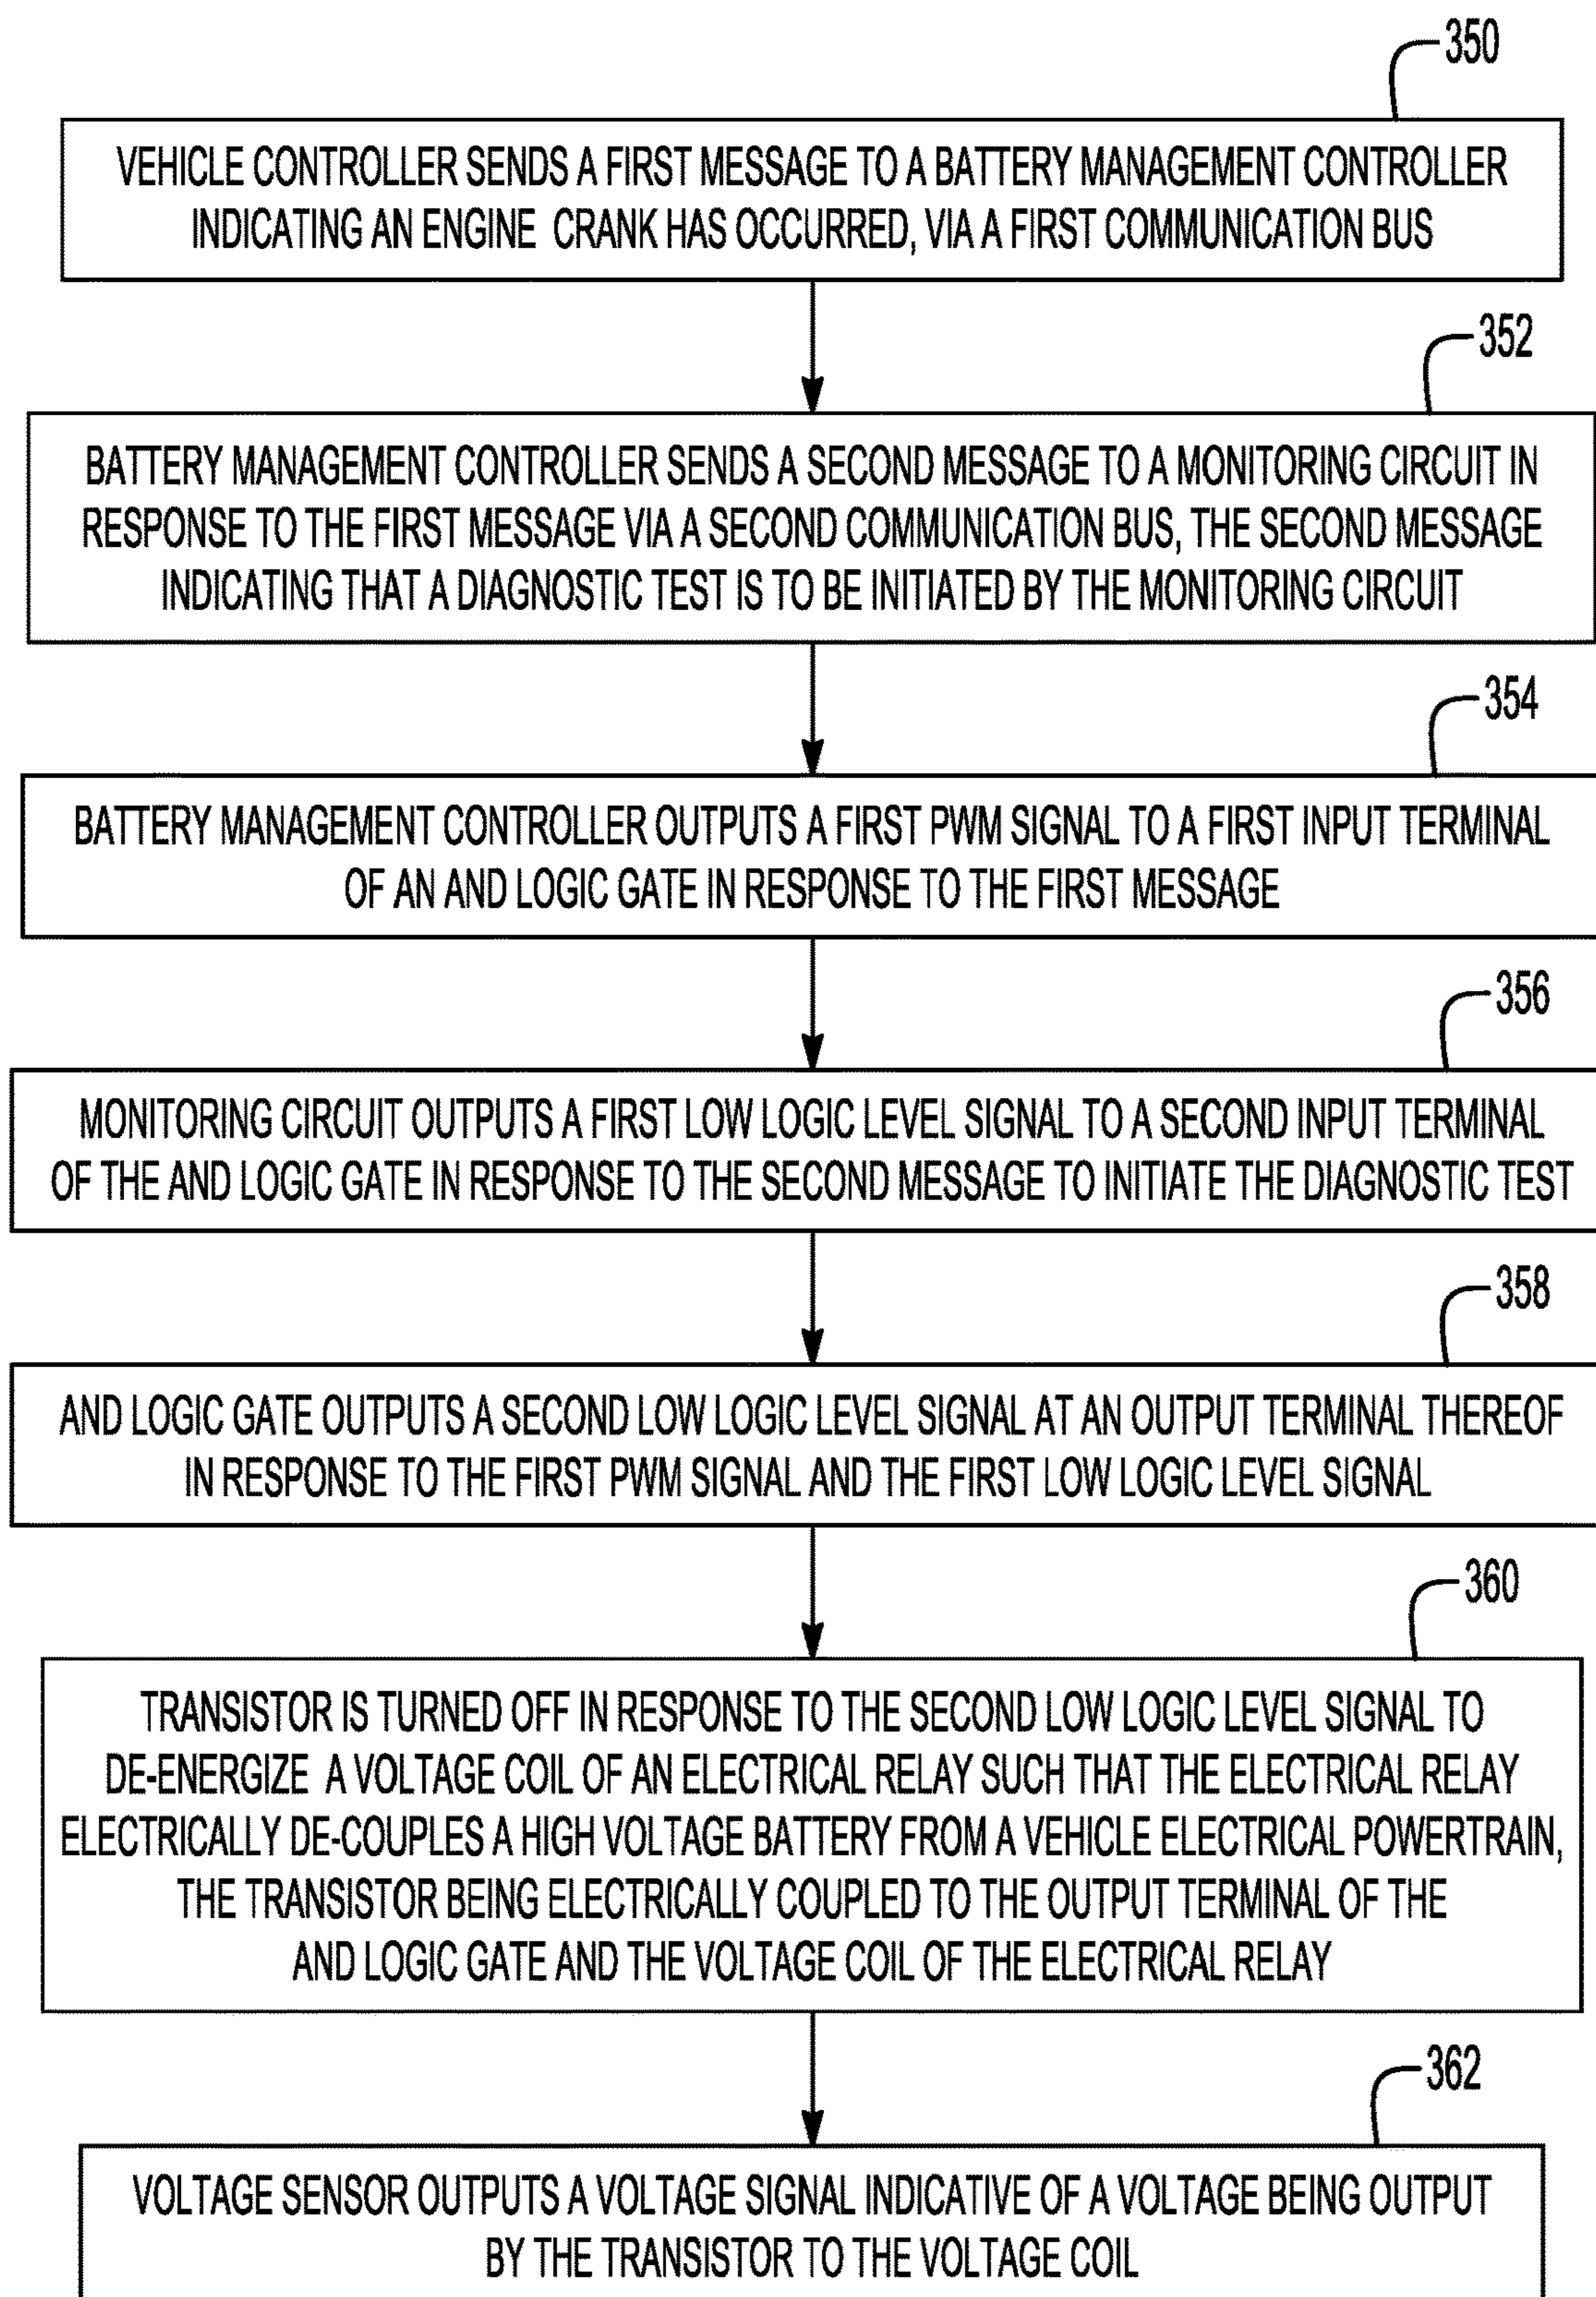 350
VEHICLE CONTROLLER SENDS A FIRST MESSAGE TO A BATTERY MANAGEMENT CONTROLLER
INDICATING AN ENGINE CRANK HAS OCCURRED, VIA A FIRST COMMUNICATION BUS
352
BATTERY MANAGEMENT CONTROLLER SENDS A SECOND MESSAGE TO A MONITORING CIRCUIT IN
RESPONSE TO THE FIRST MESSAGE VIA A SECOND COMMUNICATION BUS, THE SECOND MESSAGE
INDICATING THAT A DIAGNOSTIC TEST IS TO BE INITIATED BY THE MONITORING CIRCUIT
354
BATTERY MANAGEMENT CONTROLLER OUTPUTS A FIRST PWM SIGNAL TO A FIRST INPUT TERMINAL
OF AN AND LOGIC GATE IN RESPONSE TO THE FIRST MESSAGE
356
MONITORING CIRCUIT OUTPUTS A FIRST LOW LOGIC LEVEL SIGNAL TO A SECOND INPUT TERMINAL
OF THE AND LOGIC GATE IN RESPONSE TO THE SECOND MESSAGE TO INITIATE THE DIAGNOSTIC TEST
358
AND LOGIC GATE OUTPUTS A SECOND LOW LOGIC LEVEL SIGNAL AT AN OUTPUT TERMINAL THEREOF
IN RESPONSE TO THE FIRST PWM SIGNAL AND THE FIRST LOW LOGIC LEVEL SIGNAL
360
TRANSISTOR IS TURNED OFF IN RESPONSE TO THE SECOND LOW LOGIC LEVEL SIGNAL TO
DE-ENERGIZE A VOLTAGE COIL OF AN ELECTRICAL RELAY SUCH THAT THE ELECTRICAL RELAY
ELECTRICALLY DE-COUPLES A HIGH VOLTAGE BATTERY FROM A VEHICLE ELECTRICAL POWERTRAIN,
THE TRANSISTOR BEING ELECTRICALLY COUPLED TO THE OUTPUT TERMINAL OF THE
AND LOGIC GATE AND THE VOLTAGE COIL OF THE ELECTRICAL RELAY
362
VOLTAGE SENSOR OUTPUTS A VOLTAGE SIGNAL INDICATIVE OF A VOLTAGE BEING OUTPUT
BY THE TRANSISTOR TO THE VOLTAGE COIL